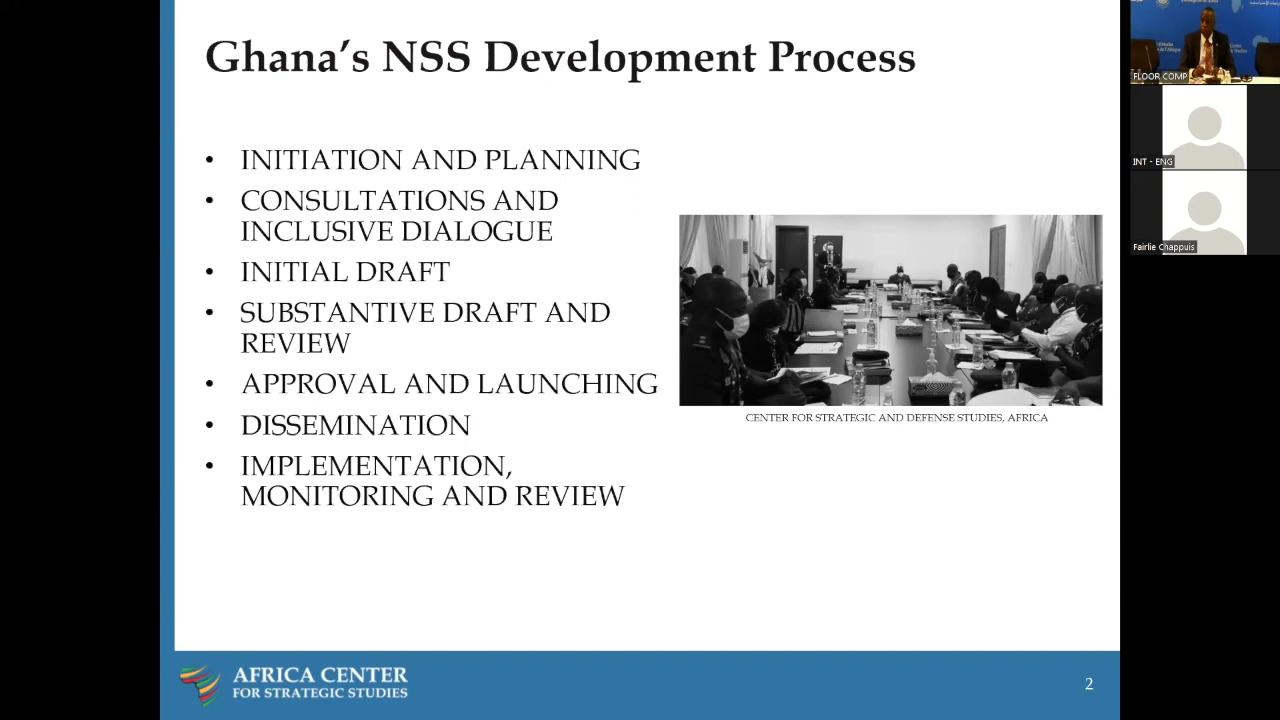 Ghana's NSS Development Process
• INITIATION AND PLANNING
• CONSULTATIONS AND
INCLUSIVE DIALOGUE
• INITIAL DRAFT
• SUBSTANTIVE DRAFT AND
REVIEW
• APPROVAL AND LAUNCHING
• DISSEMINATION
• IMPLEMENTATION,
MONITORING AND REVIEW
CENTER FOR STRATEGIC AND DEFENSE STUDIES, AFRICA
AFRICA CENTER
FOR STRATEGIC STUDIES
2
FLOOR COMP
INT - ENG
Fairlie Chappuis